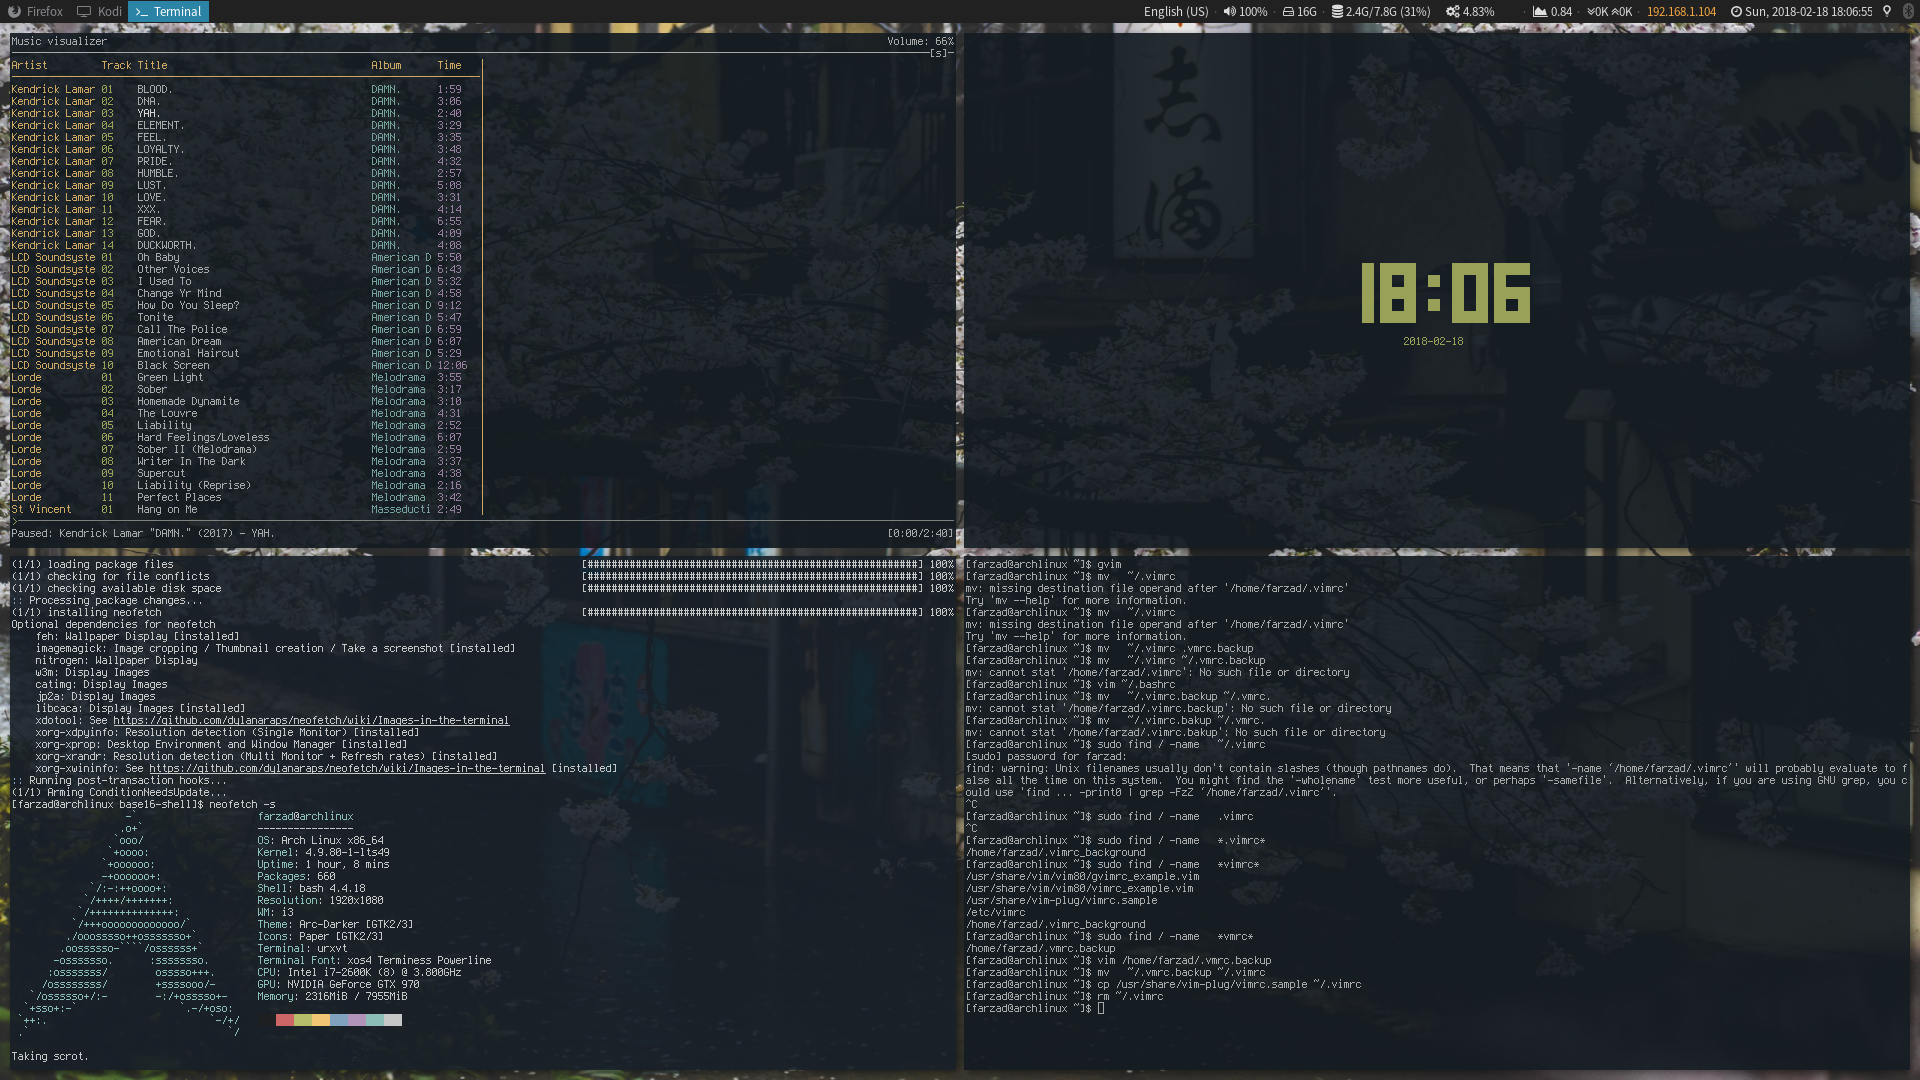 Firefox Kodi >_ Terminal English (US) · 100% · 16G · 2.4G/7.8G (31%) · 4.83% · 0.84 · 0K 0K · 192.168.1.104 · Sun, 2018-02-18 18:06:55
Music visualizer Volume: 66%
[s]
Artist Track Title Album Time
Kendrick Lamar 01 BLOOD. DAMN. 1:59
Kendrick Lamar 02 DNA. DAMN. 3:06
Kendrick Lamar 03 YAH. DAMN. 2:40
Kendrick Lamar 04 ELEMENT. DAMN. 3:29
Kendrick Lamar 05 FEEL. DAMN. 3:35
Kendrick Lamar 06 LOYALTY. DAMN. 3:48
Kendrick Lamar 07 PRIDE. DAMN. 4:32
Kendrick Lamar 08 HUMBLE. DAMN. 2:57
Kendrick Lamar 09 LUST. DAMN. 5:08
Kendrick Lamar 10 LOVE. DAMN. 3:31
Kendrick Lamar 11 XXX. DAMN. 4:14
Kendrick Lamar 12 FEAR. DAMN. 6:55
Kendrick Lamar 13 GOD. DAMN. 4:09
Kendrick Lamar 14 DUCKWORTH. DAMN. 4:08
LCD Soundsyste 01 Oh Baby American D 5:50
LCD Soundsyste 02 Other Voices American D 6:43
LCD Soundsyste 03 I Used To American D 5:32
LCD Soundsyste 04 Change Yr Mind American D 4:58
LCD Soundsyste 05 How Do You Sleep? American D 9:12
LCD Soundsyste 06 Tonite American D 5:47
LCD Soundsyste 07 Call The Police American D 6:59
LCD Soundsyste 08 American Dream American D 6:07
LCD Soundsyste 09 Emotional Haircut American D 5:29
LCD Soundsyste 10 Black Screen American D 12:06
Lorde 01 Green Light Melodrama 3:55
Lorde 02 Sober Melodrama 3:17
Lorde 03 Homemade Dynamite Melodrama 3:10
Lorde 04 The Louvre Melodrama 4:31
Lorde 05 Liability Melodrama 2:52
Lorde 06 Hard Feelings/Loveless Melodrama 6:07
Lorde 07 Sober II (Melodrama) Melodrama 2:59
Lorde 08 Writer In The Dark Melodrama 3:37
Lorde 09 Supercut Melodrama 4:38
Lorde 10 Liability (Reprise) Melodrama 2:16
Lorde 11 Perfect Places Melodrama 3:42
St Vincent 01 Hang on Me Masseducti 2:49
Paused: Kendrick Lamar "DAMN." (2017) - YAH. [0:00/2:40]
18:06
2018-02-18
(1/1) loading package files [#######################################################] 100%
(1/1) checking for file conflicts [#######################################################] 100%
(1/1) checking available disk space [#######################################################] 100%
:: Processing package changes...
(1/1) installing neofetch [#######################################################] 100%
Optional dependencies for neofetch
feh: Wallpaper Display [installed]
imagemagick: Image cropping / Thumbnail creation / Take a screenshot [installed]
nitrogen: Wallpaper Display
w3m: Display Images
catimg: Display Images
jp2a: Display Images
libcaca: Display Images [installed]
xdotool: See https://github.com/dylanaraps/neofetch/wiki/Images-in-the-terminal
xorg-xdpyinfo: Resolution detection (Single Monitor) [installed]
xorg-xprop: Desktop Environment and Window Manager [installed]
xorg-xrandr: Resolution detection (Multi Monitor + Refresh rates) [installed]
xorg-xwininfo: See https://github.com/dylanaraps/neofetch/wiki/Images-in-the-terminal [installed]
:: Running post-transaction hooks...
(1/1) Arming ConditionNeedsUpdate...
[farzad@archlinux base16-shell]$ neofetch -s
farzad@archlinux
----------------
OS: Arch Linux x86_64
Kernel: 4.9.80-1-lts49
Uptime: 1 hour, 8 mins
Packages: 660
Shell: bash 4.4.18
Resolution: 1920x1080
WM: i3
Theme: Arc-Darker [GTK2/3]
Icons: Paper [GTK2/3]
Terminal: urxvt
Terminal Font: xos4 Terminess Powerline
CPU: Intel i7-2600K (8) @ 3.800GHz
GPU: NVIDIA GeForce GTX 970
Memory: 2316MiB / 7955MiB
Taking scrot.
[farzad@archlinux ~]$ gvim
[farzad@archlinux ~]$ mv ~/.vimrc
mv: missing destination file operand after '/home/farzad/.vimrc'
Try 'mv --help' for more information.
[farzad@archlinux ~]$ mv ~/.vimrc
mv: missing destination file operand after '/home/farzad/.vimrc'
Try 'mv --help' for more information.
[farzad@archlinux ~]$ mv ~/.vimrc .vmrc.backup
[farzad@archlinux ~]$ mv ~/.vimrc ~/.vmrc.backup
mv: cannot stat '/home/farzad/.vimrc': No such file or directory
[farzad@archlinux ~]$ vim ~/.bashrc
[farzad@archlinux ~]$ mv ~/.vimrc.backup ~/.vmrc.
mv: cannot stat '/home/farzad/.vimrc.backup': No such file or directory
[farzad@archlinux ~]$ mv ~/.vimrc.bakup ~/.vmrc.
mv: cannot stat '/home/farzad/.vimrc.bakup': No such file or directory
[farzad@archlinux ~]$ sudo find / -name ~/.vimrc
[sudo] password for farzad:
find: warning: Unix filenames usually don't contain slashes (though pathnames do). That means that '-name ‘/home/farzad/.vimrc’' will probably evaluate to f
alse all the time on this system. You might find the '-wholename' test more useful, or perhaps '-samefile'. Alternatively, if you are using GNU grep, you c
ould use 'find ... -print0 | grep -FzZ ‘/home/farzad/.vimrc’'.
^C
[farzad@archlinux ~]$ sudo find / -name .vimrc
^C
[farzad@archlinux ~]$ sudo find / -name *.vimrc*
/home/farzad/.vimrc_background
[farzad@archlinux ~]$ sudo find / -name *vimrc*
/usr/share/vim/vim80/gvimrc_example.vim
/usr/share/vim/vim80/vimrc_example.vim
/usr/share/vim-plug/vimrc.sample
/etc/vimrc
/home/farzad/.vimrc_background
[farzad@archlinux ~]$ sudo find / -name *vmrc*
/home/farzad/.vmrc.backup
[farzad@archlinux ~]$ vim /home/farzad/.vmrc.backup
[farzad@archlinux ~]$ mv ~/.vmrc.backup ~/.vimrc
[farzad@archlinux ~]$ cp /usr/share/vim-plug/vimrc.sample ~/.vimrc
[farzad@archlinux ~]$ rm ~/.vimrc
[farzad@archlinux ~]$